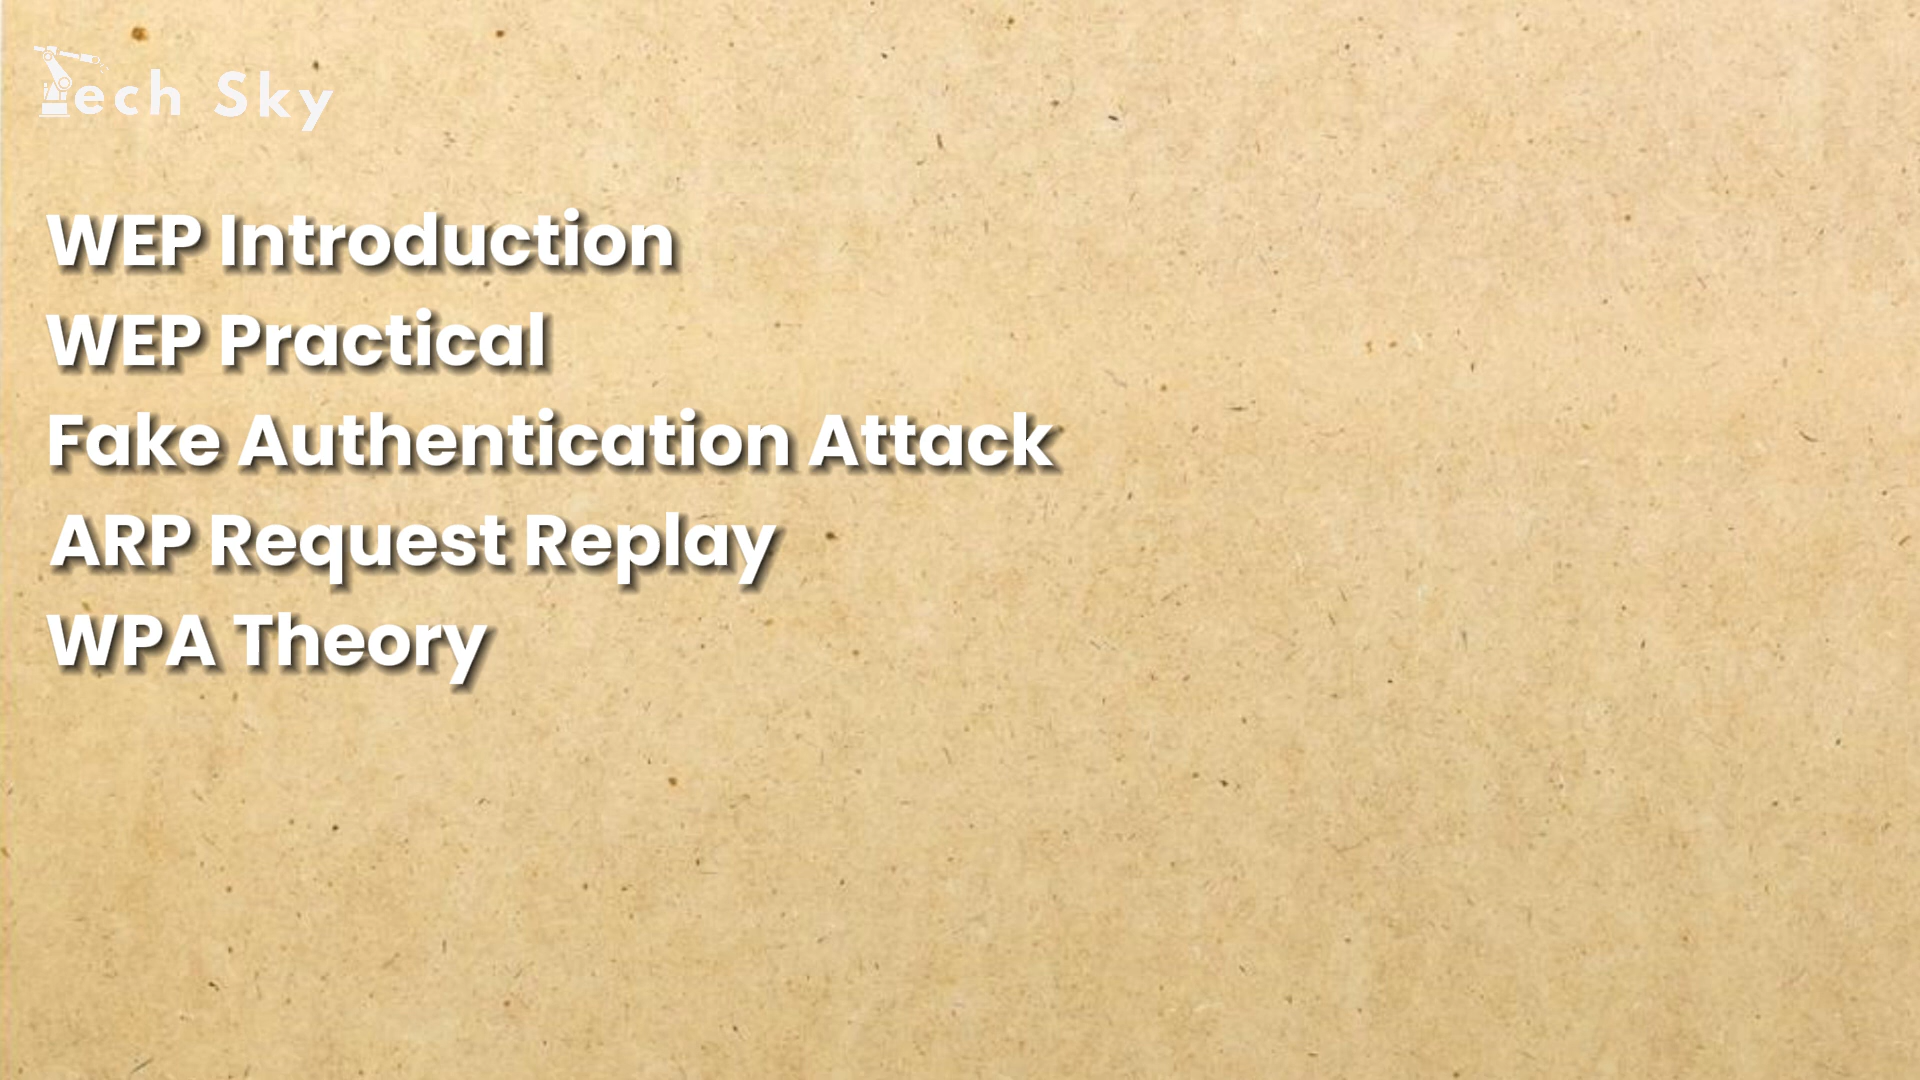 Tech Sky
WEP Introduction
WEP Practical
Fake Authentication Attack
ARP Request Replay
WPA Theory